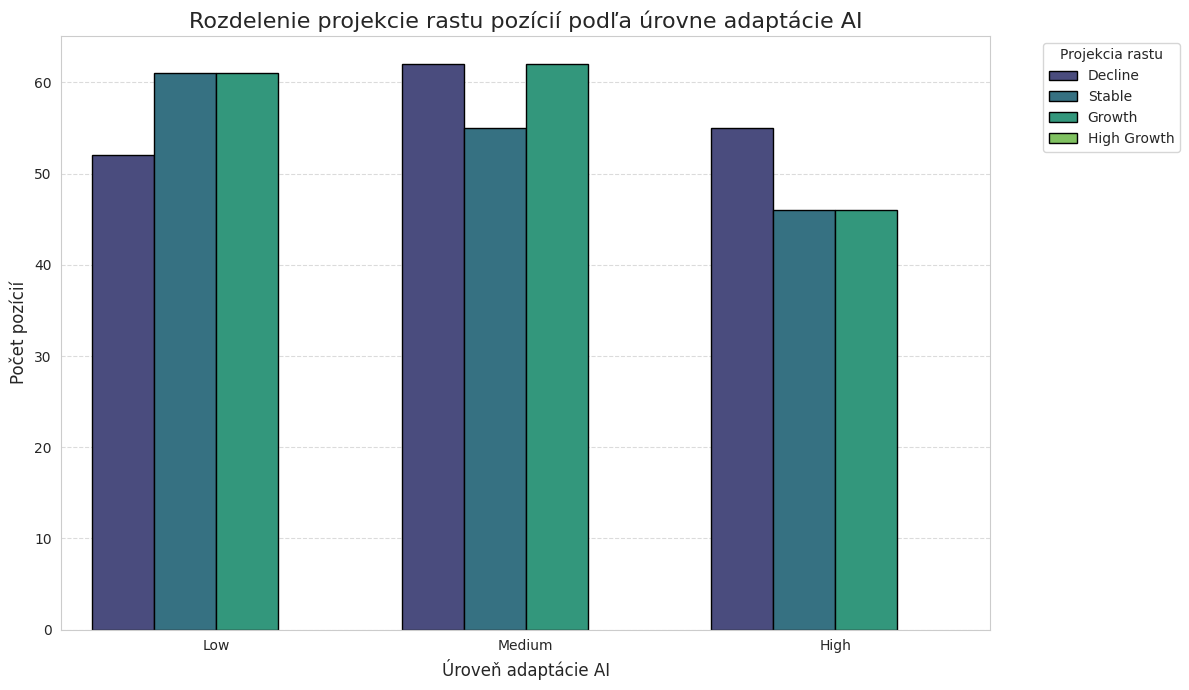 Rozdelenie projekcie rastu pozícií podľa úrovne adaptácie AI
Projekcia rastu
Decline
Stable
Growth
High Growth
Počet pozícií
60
50
40
30
20
10
0
Low
Medium
High
Úroveň adaptácie AI